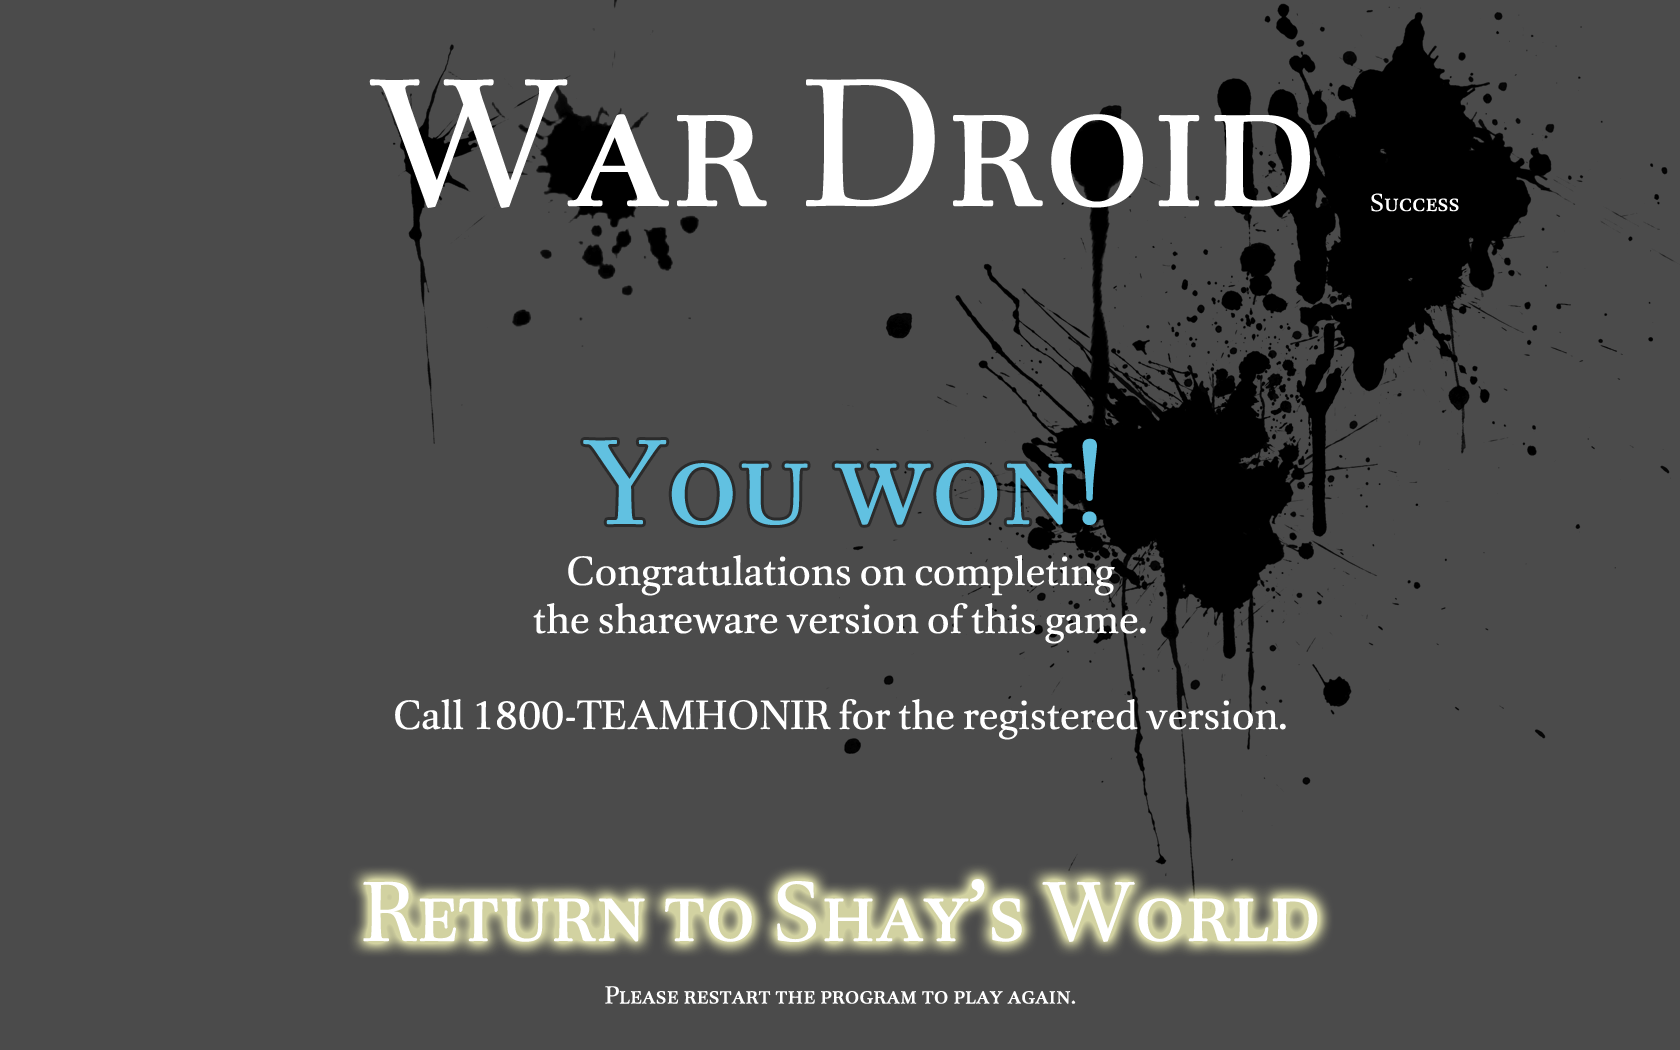 War Droid
Success
You won!
Congratulations on completing
the shareware version of this game.
Call 1800-TEAMHONIR for the registered version.
Return to Shay's World
Please restart the program to play again.